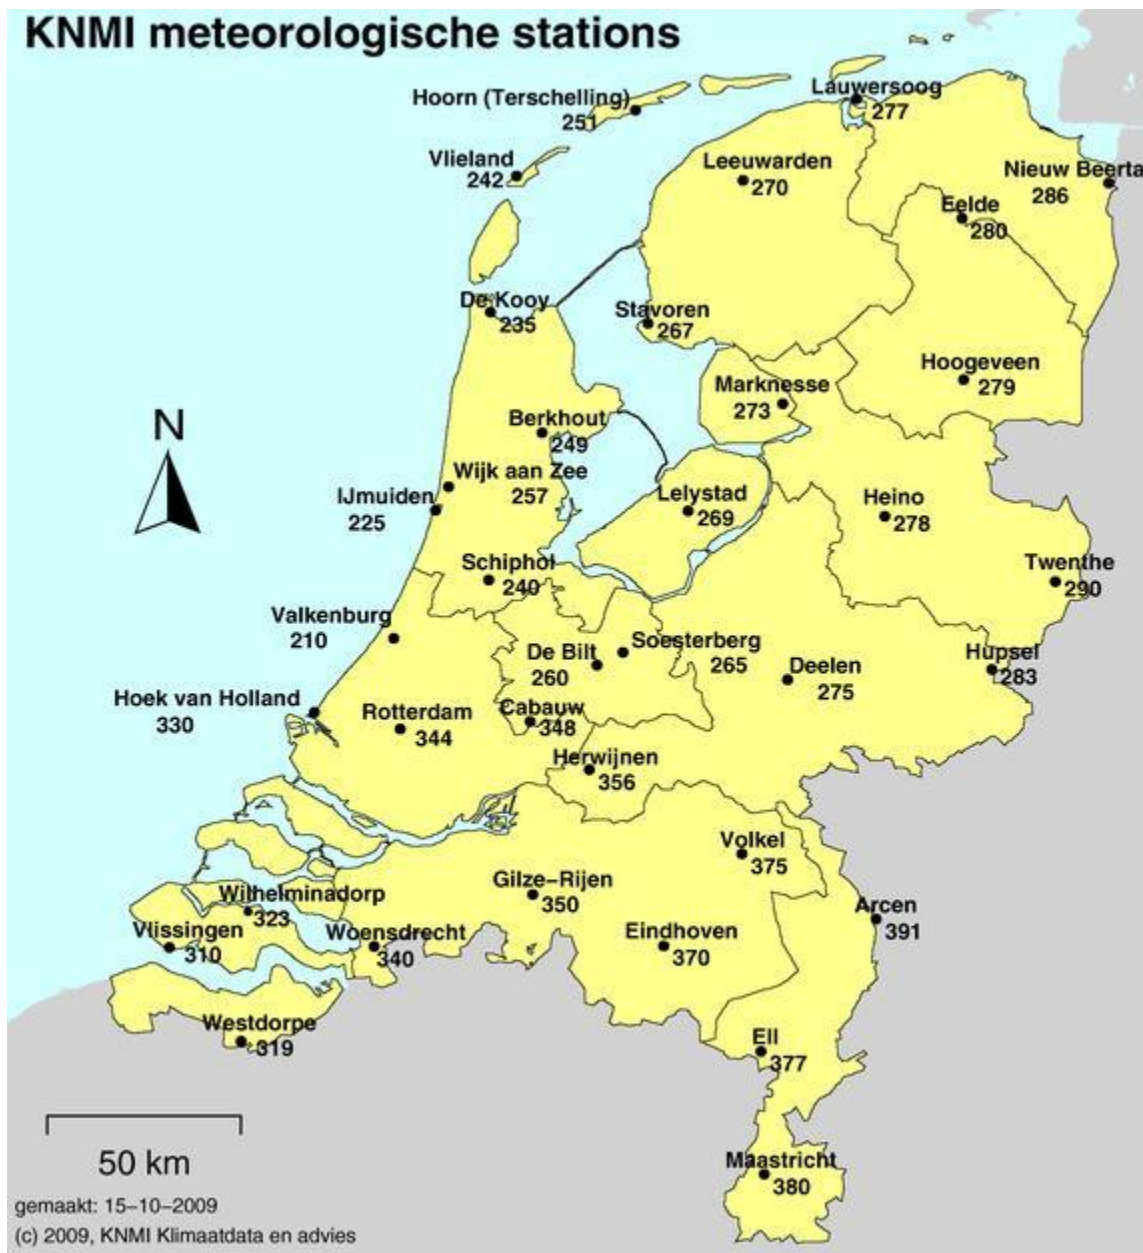 KNMI meteorologische stations
Lauwersoog
277
Hoorn (Terschelling)
251
Vlieland
242
Leeuwarden
270
Nieuw Beerta
286
Eelde
280
De Kooy
235
Stavoren
267
Hoogeveen
279
Marknesse
273
N
Berkhout
249
Wijk aan Zee
257
IJmuiden
225
Lelystad
269
Heino
278
Schiphol
240
Twenthe
290
Valkenburg
210
De Bilt
260
Soesterberg
265
Deelen
275
Hupsel
283
Hoek van Holland
330
Rotterdam
344
Cabauw
348
Herwijnen
356
Volkel
375
Gilze-Rijen
350
Arcen
391
Wilhelminadorp
323
Vlissingen
310
Woensdrecht
340
Eindhoven
370
Westdorpe
319
Ell
377
Maastricht
380
50 km
gemaakt: 15-10-2009
(c) 2009, KNMI Klimaatdata en advies